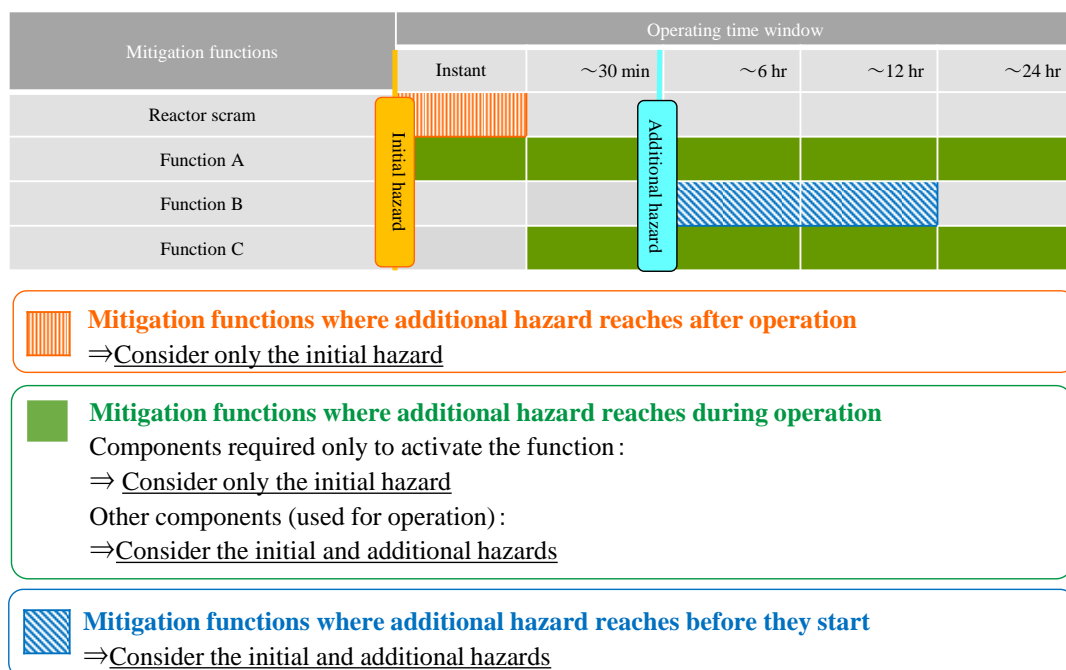 Mitigation functions
Operating time window
Instant
～30 min
～6 hr
～12 hr
～24 hr
Reactor scram
Function A
Function B
Function C
Initial hazard
Additional hazard
Mitigation functions where additional hazard reaches after operation
⇒Consider only the initial hazard
Mitigation functions where additional hazard reaches during operation
Components required only to activate the function:
⇒ Consider only the initial hazard
Other components (used for operation):
⇒Consider the initial and additional hazards
Mitigation functions where additional hazard reaches before they start
⇒Consider the initial and additional hazards